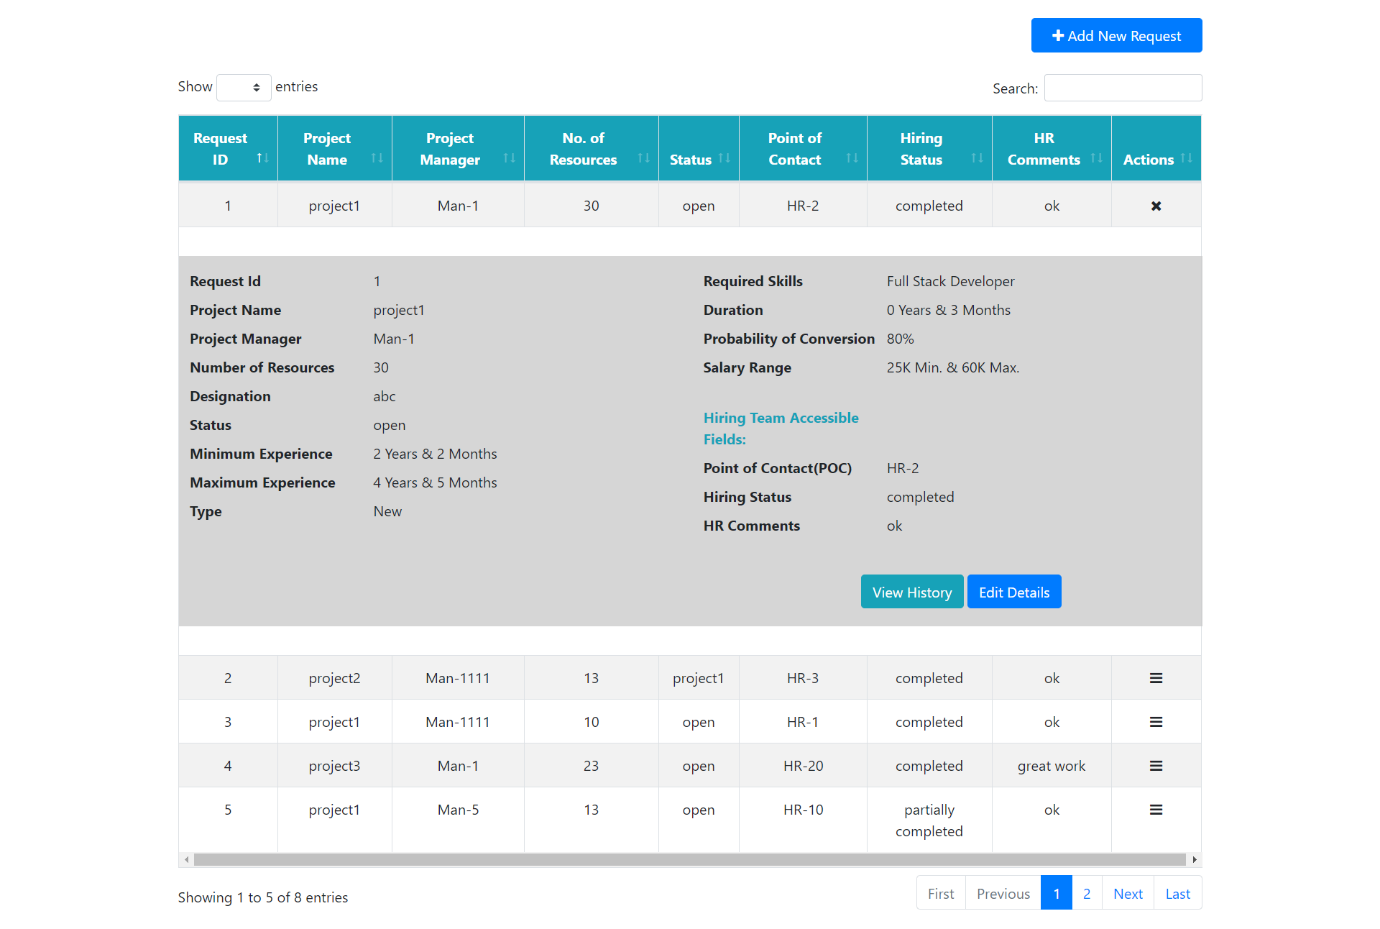 Add New Request
Show entries
Search:
Request ID Project Name Project Manager No. of Resources Status Point of Contact Hiring Status HR Comments Actions
1 project1 Man-1 30 open HR-2 completed ok
Request Id 1
Project Name project1
Project Manager Man-1
Number of Resources 30
Designation abc
Status open
Minimum Experience 2 Years & 2 Months
Maximum Experience 4 Years & 5 Months
Type New
Required Skills Full Stack Developer
Duration 0 Years & 3 Months
Probability of Conversion 80%
Salary Range 25K Min. & 60K Max.
Hiring Team Accessible
Fields:
Point of Contact(POC) HR-2
Hiring Status completed
HR Comments ok
View History Edit Details
2 project2 Man-1111 13 project1 HR-3 completed ok
3 project1 Man-1111 10 open HR-1 completed ok
4 project3 Man-1 23 open HR-20 completed great work
5 project1 Man-5 13 open HR-10 partially completed ok
Showing 1 to 5 of 8 entries
First Previous 1 2 Next Last